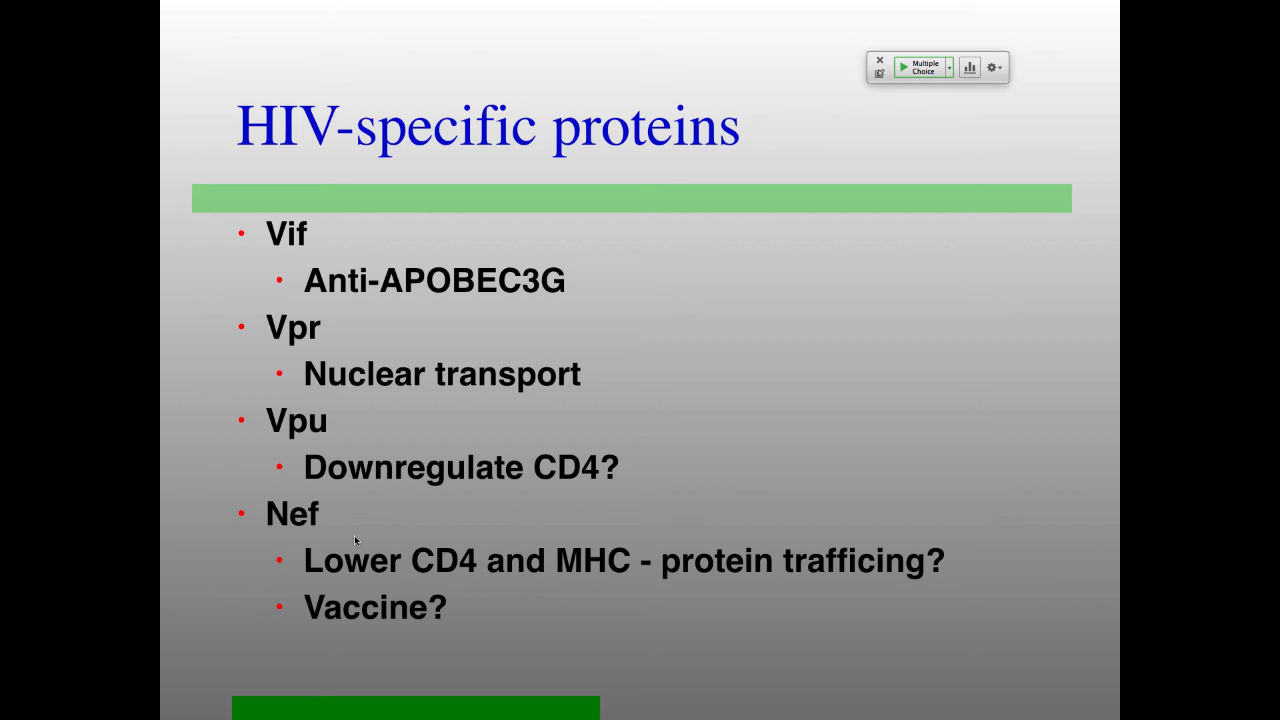 Multiple
Choice
HIV-specific proteins
• Vif
• Anti-APOBEC3G
• Vpr
• Nuclear transport
• Vpu
• Downregulate CD4?
• Nef
• Lower CD4 and MHC - protein trafficing?
• Vaccine?